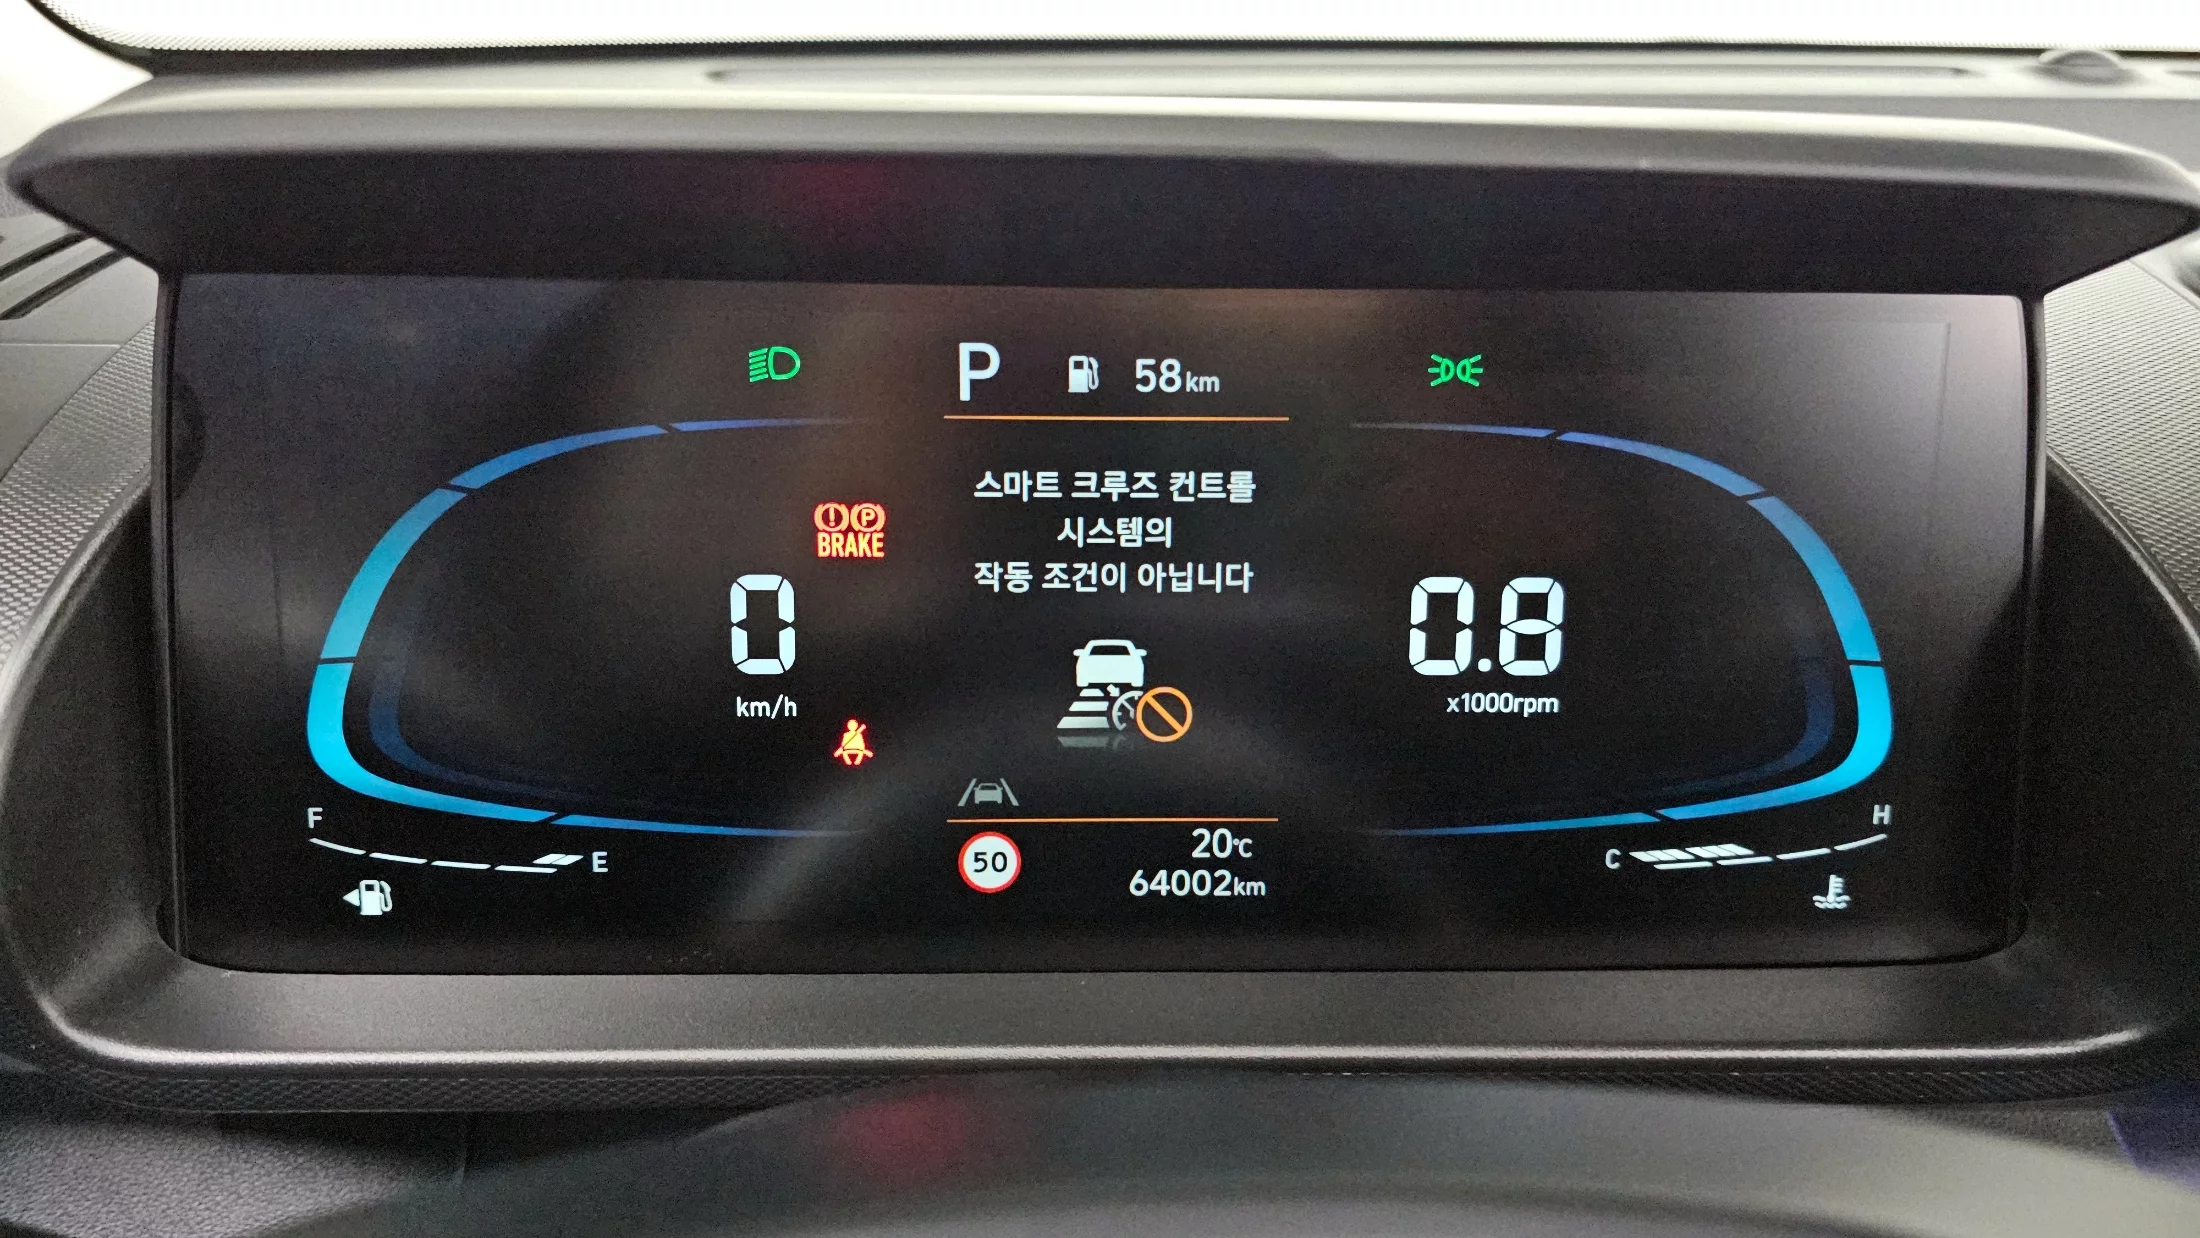 P 58km
스마트 크루즈 컨트롤
시스템의
작동 조건이 아닙니다
(!)(P)
BRAKE
0
km/h
0.8
x1000rpm
F
E
50
20℃
64002km
C
H